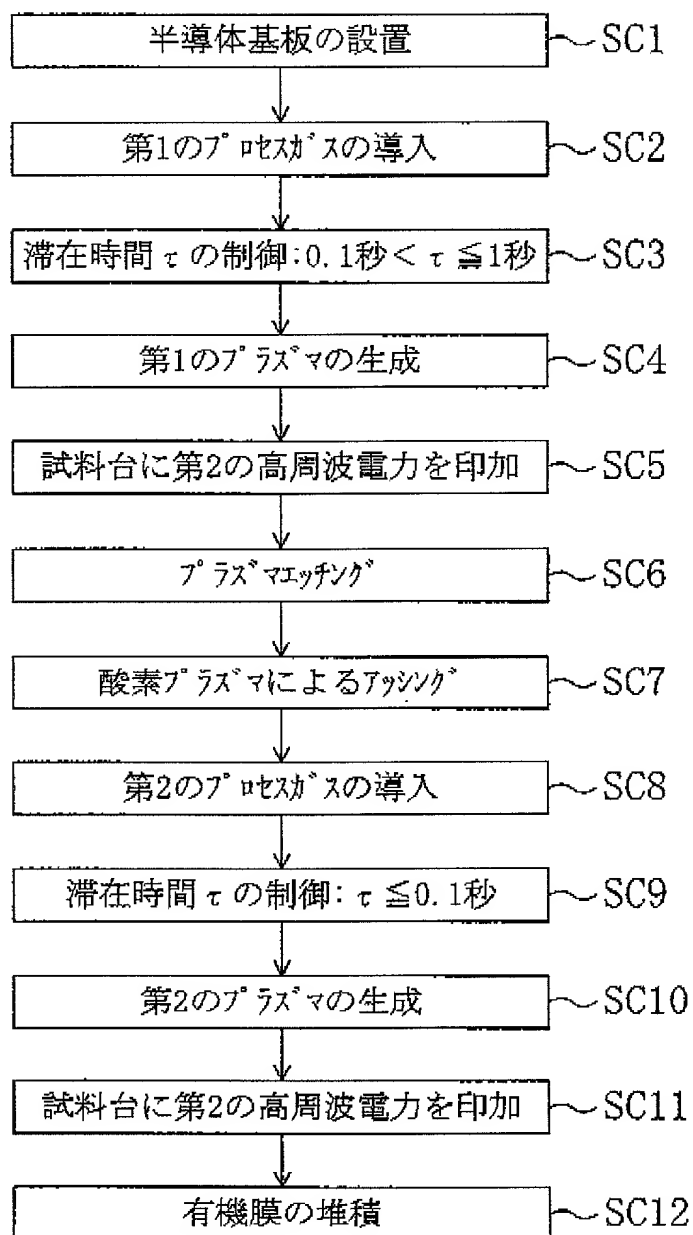 半導体基板の設置 SC1
第1のプロセスガスの導入 SC2
滞在時間τの制御:0.1秒<τ≦1秒 SC3
第1のプラズマの生成 SC4
試料台に第2の高周波電力を印加 SC5
プラズマエッチング SC6
酸素プラズマによるアッシング SC7
第2のプロセスガスの導入 SC8
滞在時間τの制御:τ≦0.1秒 SC9
第2のプラズマの生成 SC10
試料台に第2の高周波電力を印加 SC11
有機膜の堆積 SC12